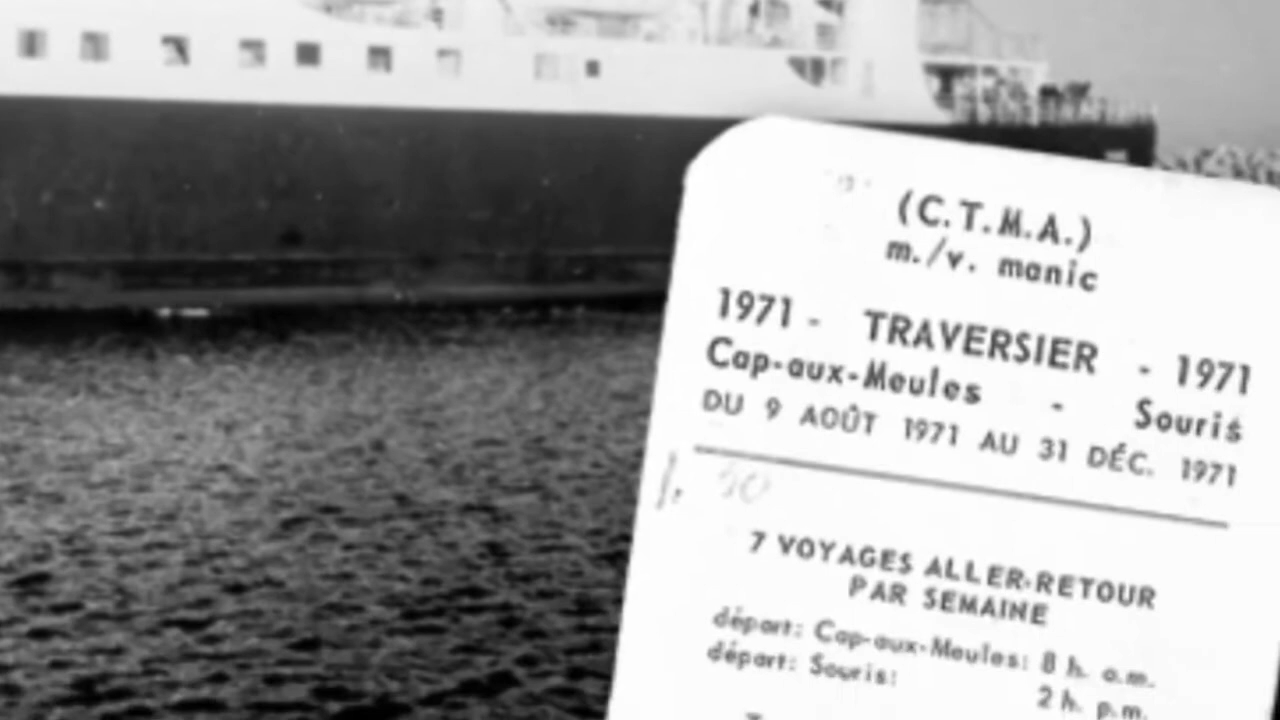 (C.T.M.A.)
m./v. manic
1971 - TRAVERSIER - 1971
Cap-aux-Meules - Souris
DU 9 AOÛT 1971 AU 31 DÉC. 1971
7 VOYAGES ALLER-RETOUR
PAR SEMAINE
départ: Cap-aux-Meules: 8 h. a.m.
départ: Souris: 2 h. p.m.